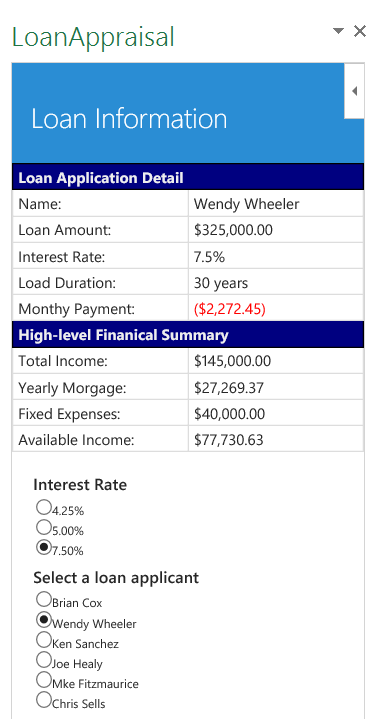 LoanAppraisal
Loan Information
Loan Application Detail
Name: Wendy Wheeler
Loan Amount: $325,000.00
Interest Rate: 7.5%
Load Duration: 30 years
Monthy Payment: ($2,272.45)
High-level Finanical Summary
Total Income: $145,000.00
Yearly Morgage: $27,269.37
Fixed Expenses: $40,000.00
Available Income: $77,730.63
Interest Rate
4.25%
5.00%
7.50%
Select a loan applicant
Brian Cox
Wendy Wheeler
Ken Sanchez
Joe Healy
Mke Fitzmaurice
Chris Sells